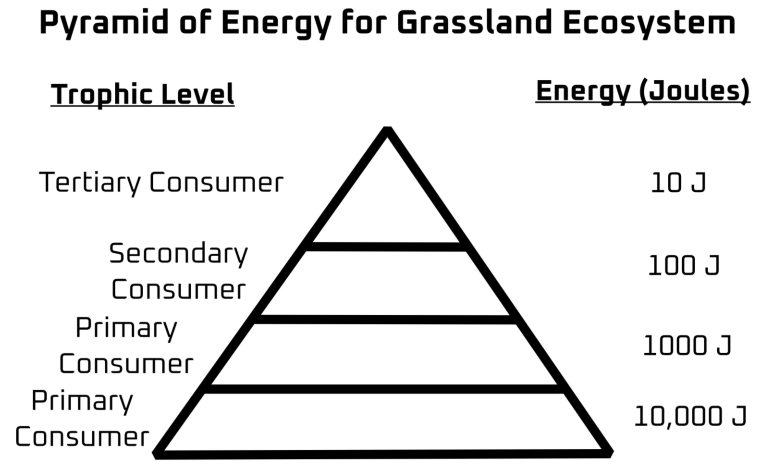 Pyramid of Energy for Grassland Ecosystem
Trophic Level
Energy (Joules)
Tertiary Consumer
10 J
Secondary
Consumer
100 J
Primary
Consumer
1000 J
Primary
Consumer
10,000 J